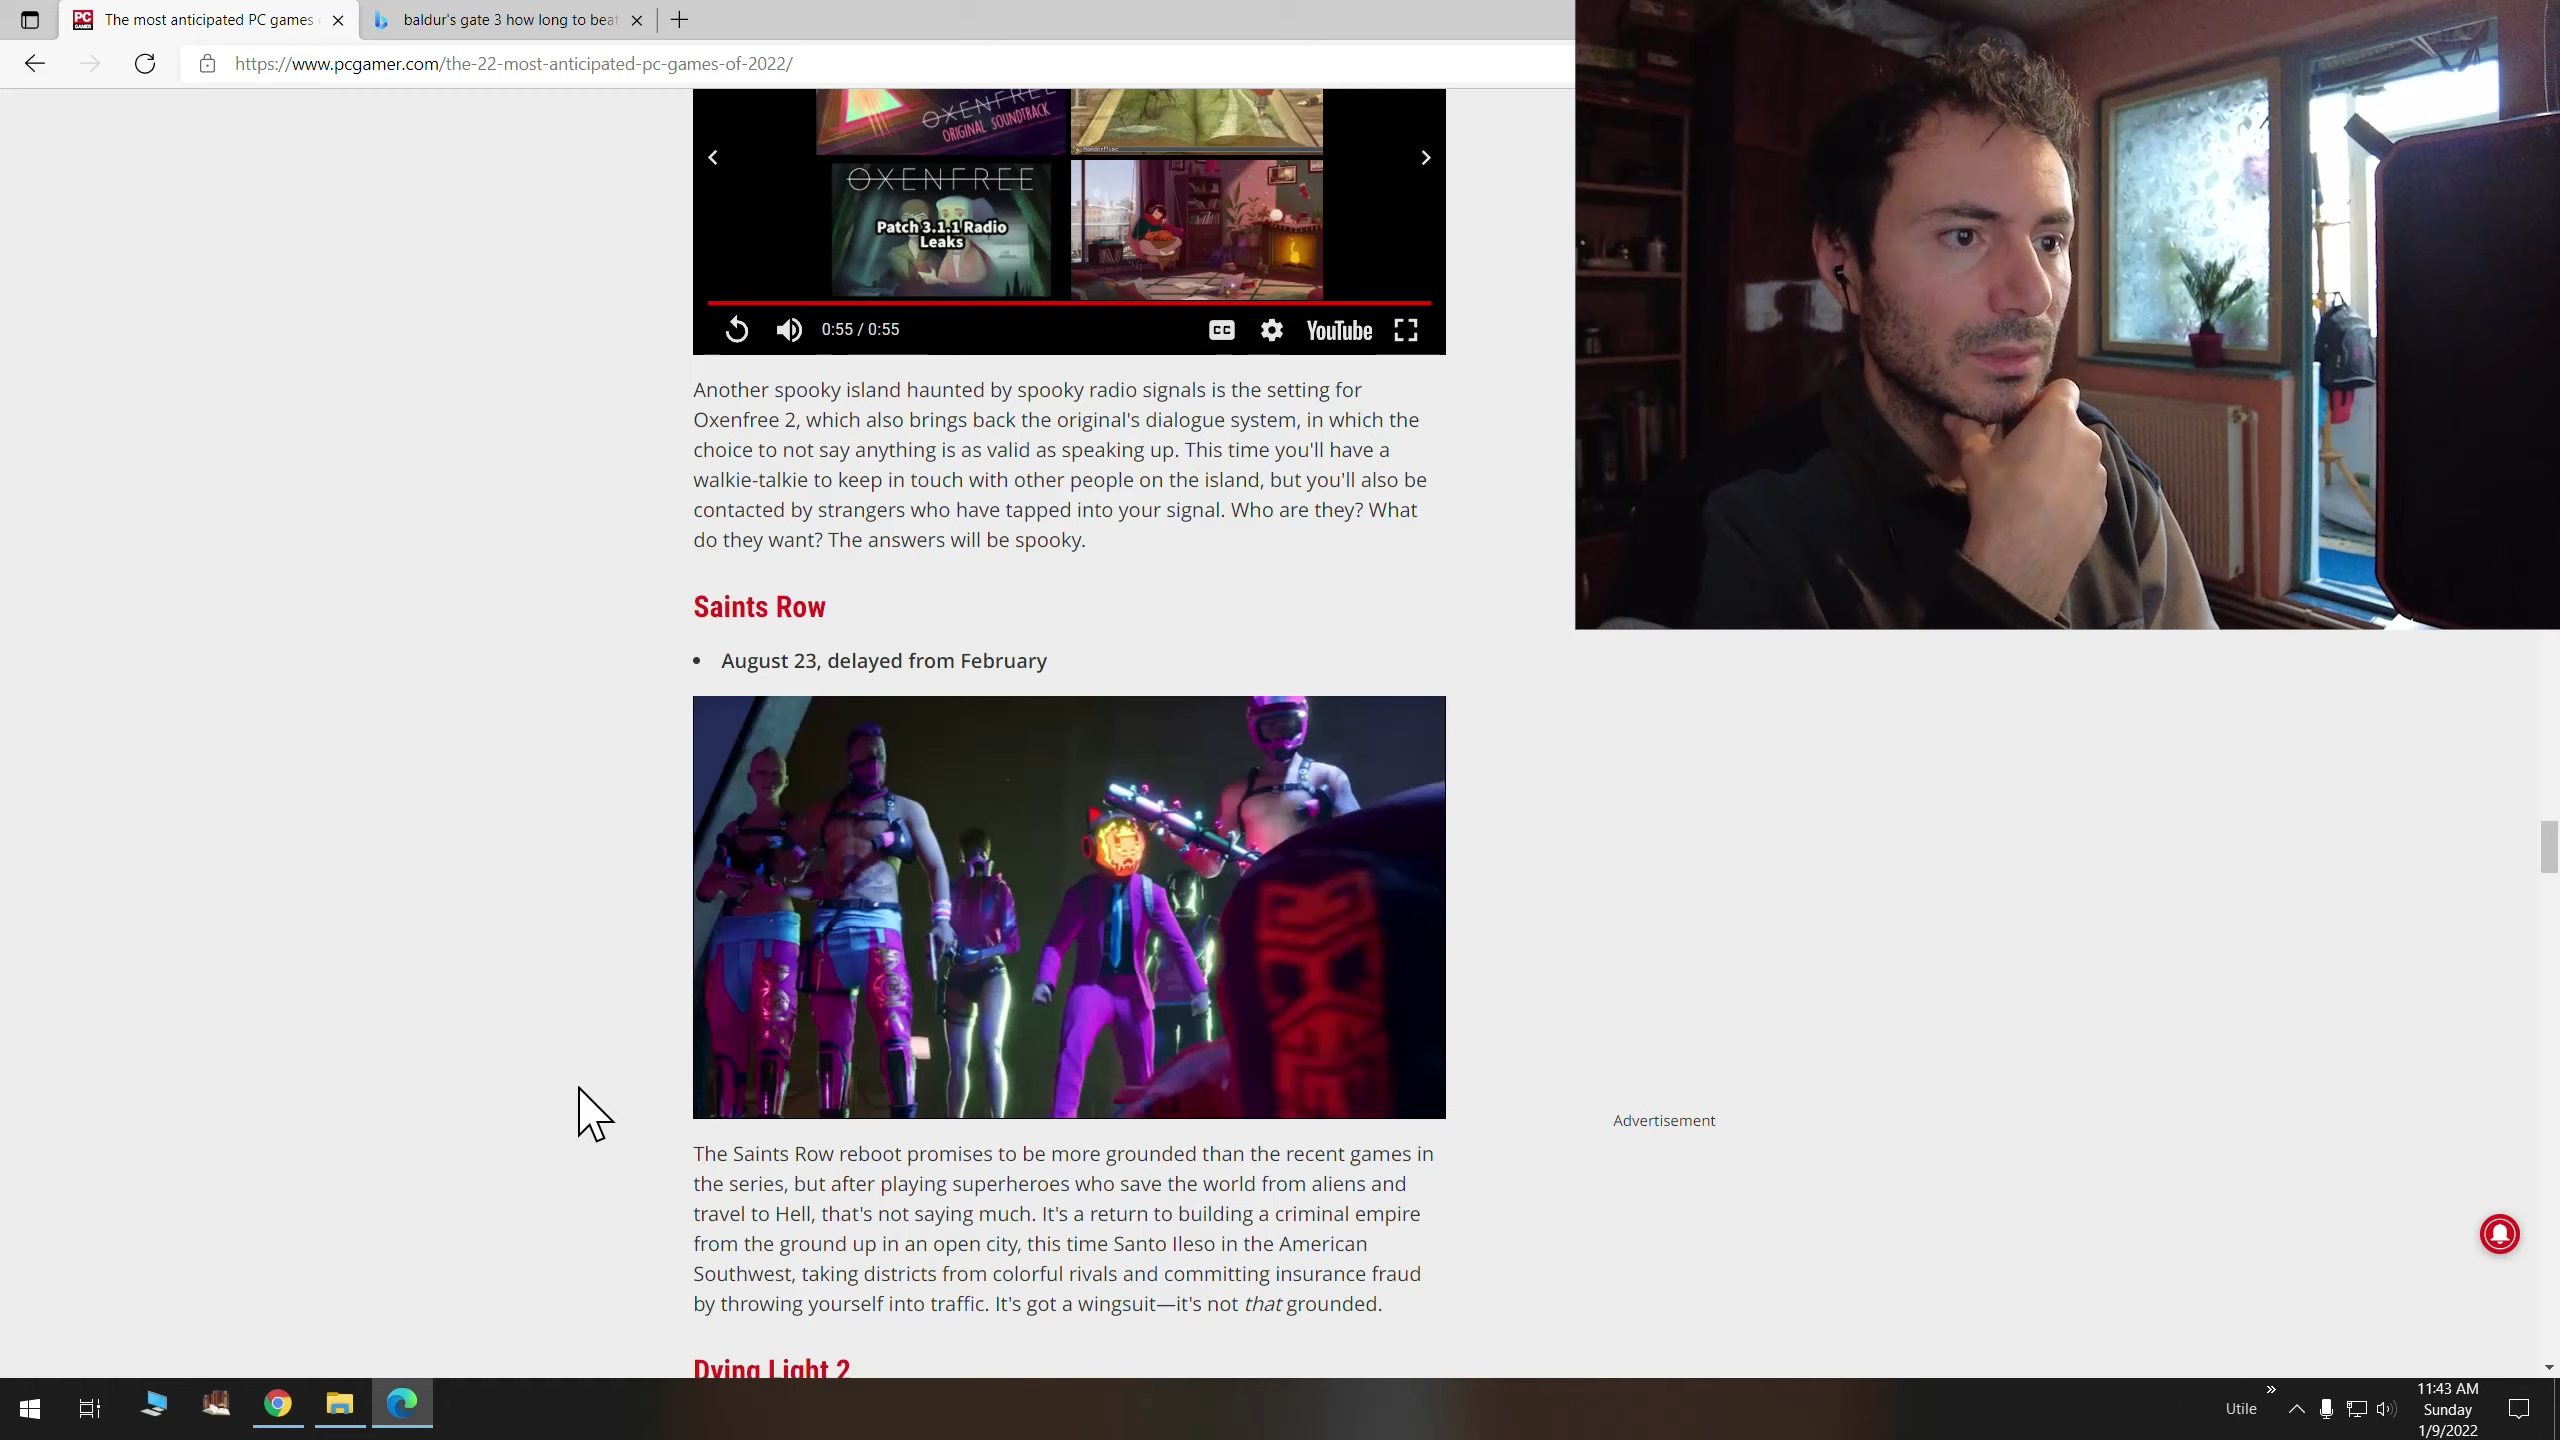 The most anticipated PC games
baldur's gate 3 how long to beat
https://www.pcgamer.com/the-22-most-anticipated-pc-games-of-2022/
OXENFREE
ORIGINAL SOUNDTRACK
OXENFREE
Patch 3.1.1 Radio
Leaks
0:55 / 0:55
CC
YouTube
Another spooky island haunted by spooky radio signals is the setting for
Oxenfree 2, which also brings back the original's dialogue system, in which the
choice to not say anything is as valid as speaking up. This time you'll have a
walkie-talkie to keep in touch with other people on the island, but you'll also be
contacted by strangers who have tapped into your signal. Who are they? What
do they want? The answers will be spooky.
Saints Row
• August 23, delayed from February
The Saints Row reboot promises to be more grounded than the recent games in
the series, but after playing superheroes who save the world from aliens and
travel to Hell, that's not saying much. It's a return to building a criminal empire
from the ground up in an open city, this time Santo Ileso in the American
Southwest, taking districts from colorful rivals and committing insurance fraud
by throwing yourself into traffic. It's got a wingsuit—it's not that grounded.
Advertisement
Dying Light 2
Utile
11:43 AM
Sunday
1/9/2022